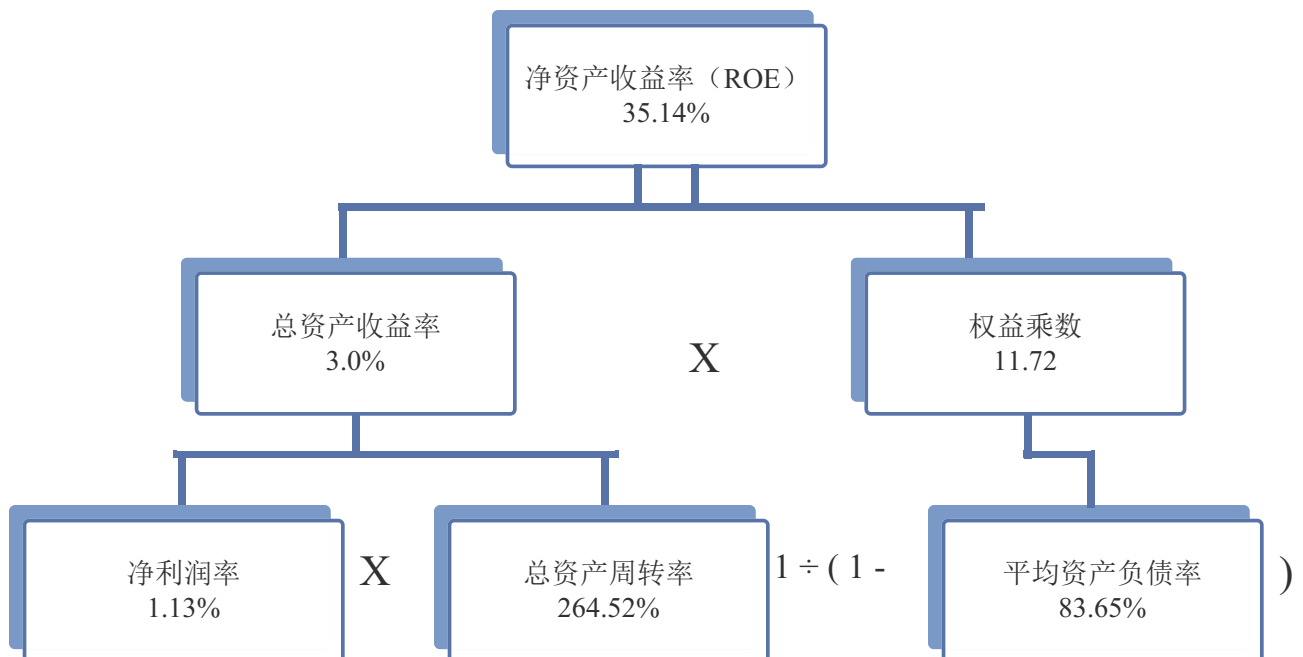 净资产收益率（ROE）
35.14%
总资产收益率
3.0%
X
权益乘数
11.72
净利润率
1.13%
X
总资产周转率
264.52%
1 ÷ ( 1 -
平均资产负债率
83.65%
)